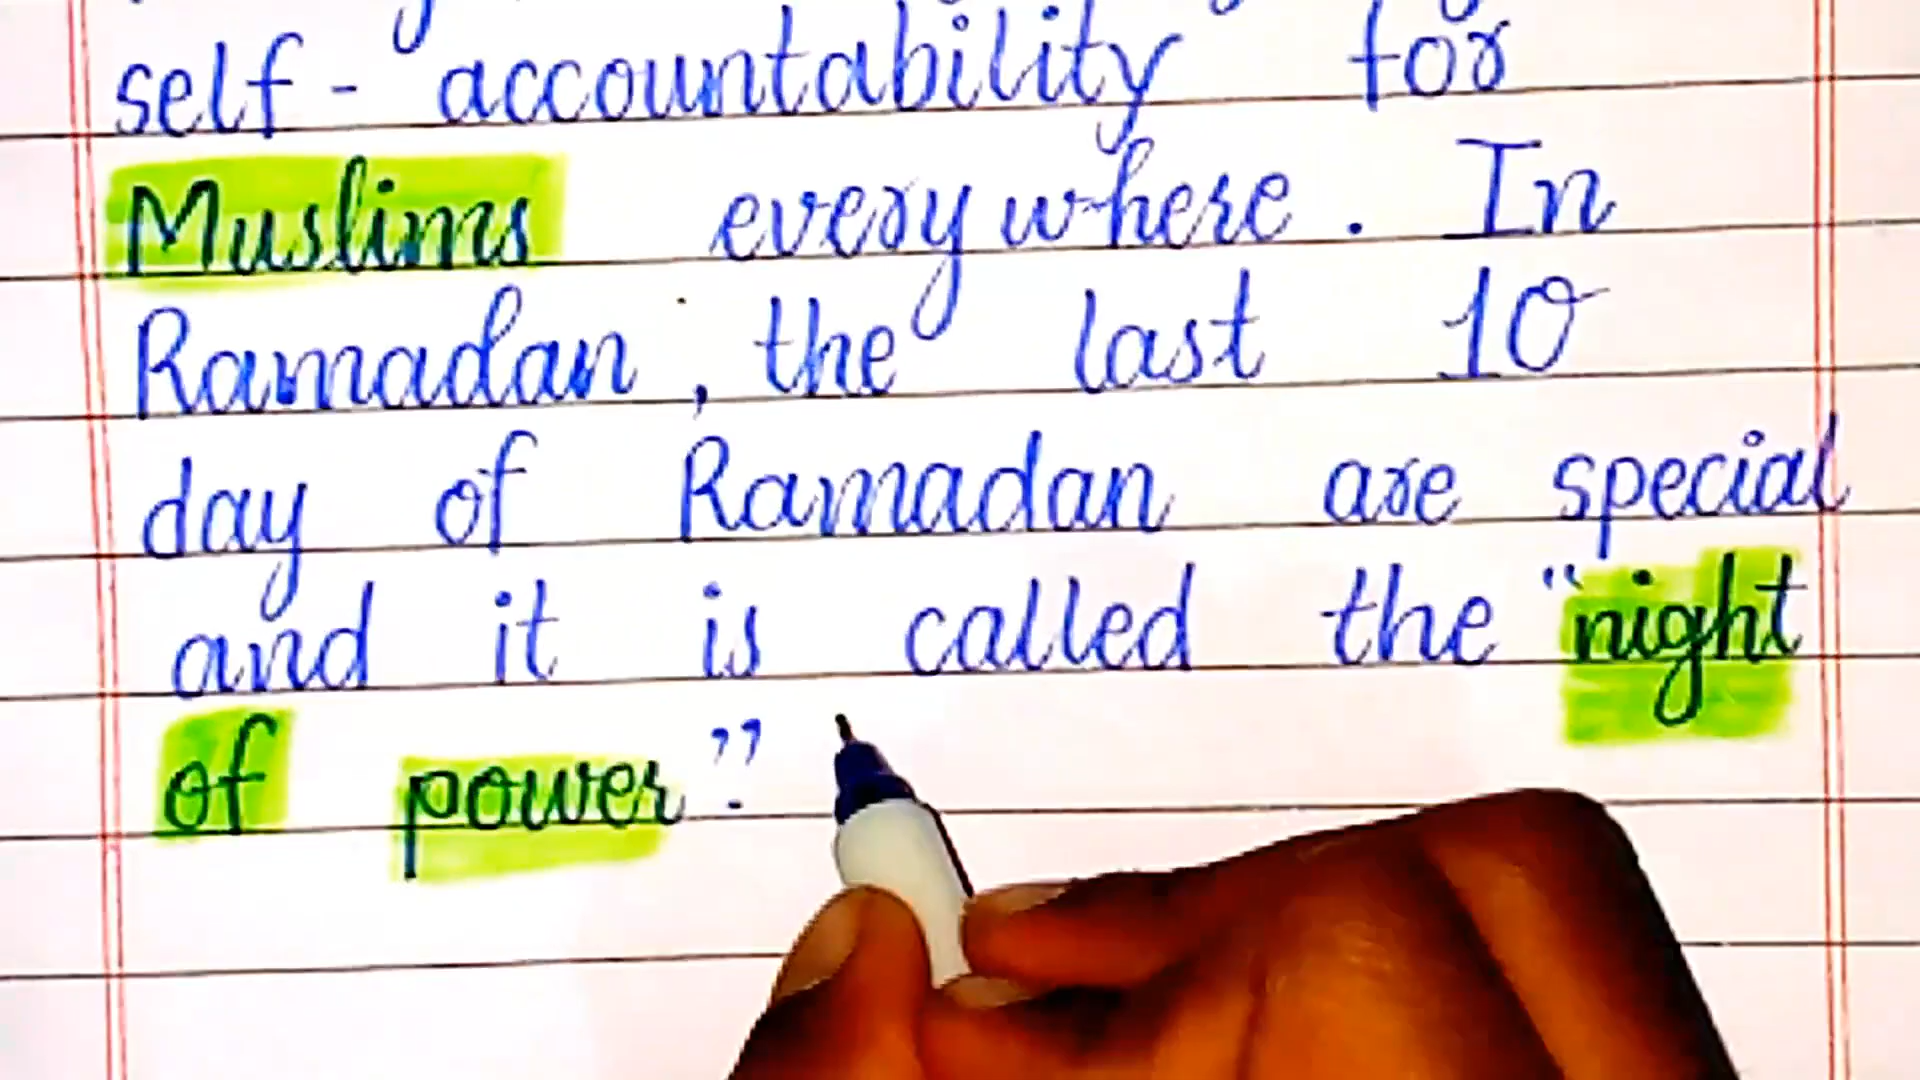 self-accountability for
Muslims everywhere. In
Ramadan, the last 10
day of Ramadan are special
and it is called the "night
of power".